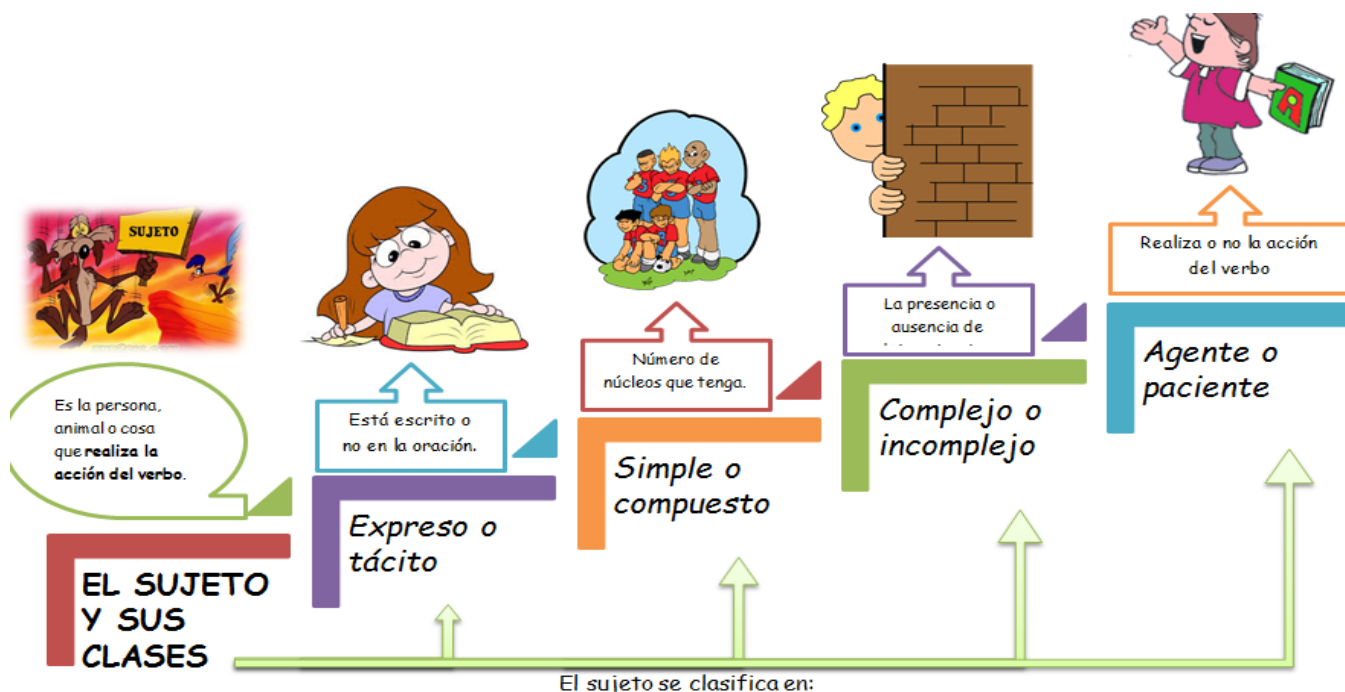 SUJETO
Es la persona,
animal o cosa
que realiza la
acción del verbo.
EL SUJETO
Y SUS
CLASES
Está escrito o
no en la oración.
Expreso o
tácito
Número de
núcleos que tenga.
Simple o
compuesto
La presencia o
ausencia de
Complejo o
incomplejo
A
Realiza o no la acción
del verbo
Agente o
paciente
El sujeto se clasifica en: